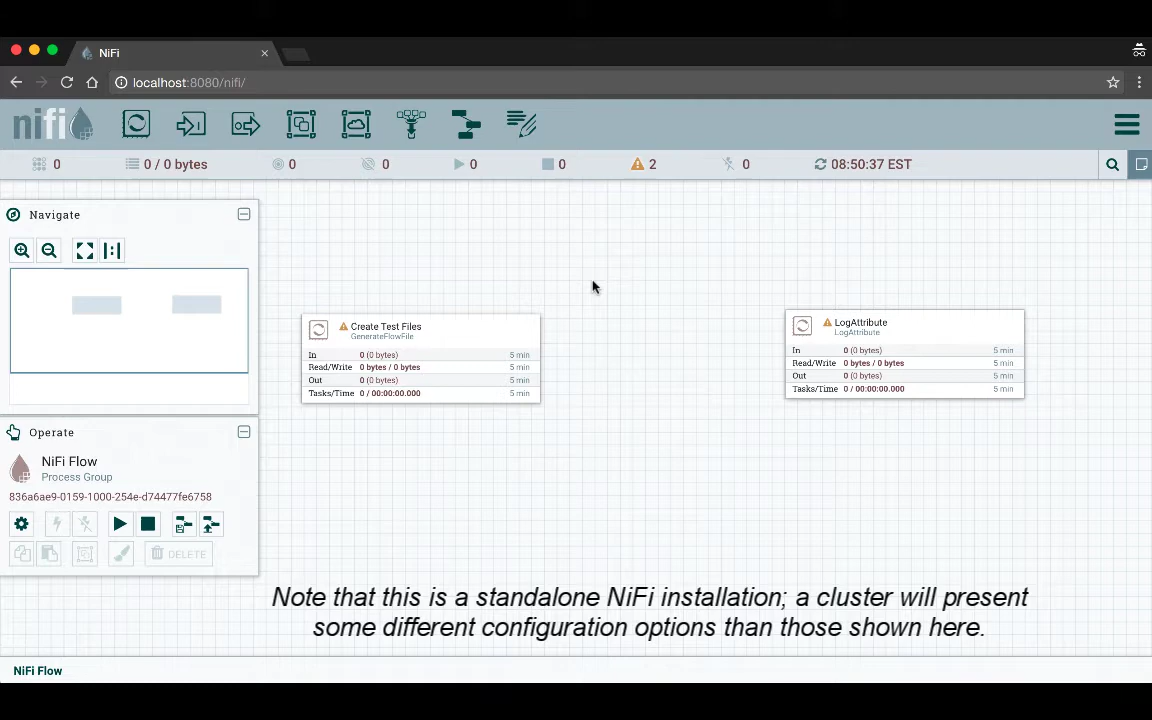 NiFi
localhost:8080/nifi/
nifi
0
0 / 0 bytes
0
0
0
0
2
0
08:50:37 EST
Navigate
Create Test Files
GenerateFlowFile
In 0 (0 bytes) 5 min
Read/Write 0 bytes / 0 bytes 5 min
Out 0 (0 bytes) 5 min
Tasks/Time 0 / 00:00:00.000 5 min
LogAttribute
LogAttribute
In 0 (0 bytes) 5 min
Read/Write 0 bytes / 0 bytes 5 min
Out 0 (0 bytes) 5 min
Tasks/Time 0 / 00:00:00.000 5 min
Operate
NiFi Flow
Process Group
836a6ae9-0159-1000-254e-d74477fe6758
DELETE
Note that this is a standalone NiFi installation; a cluster will present
some different configuration options than those shown here.
NiFi Flow